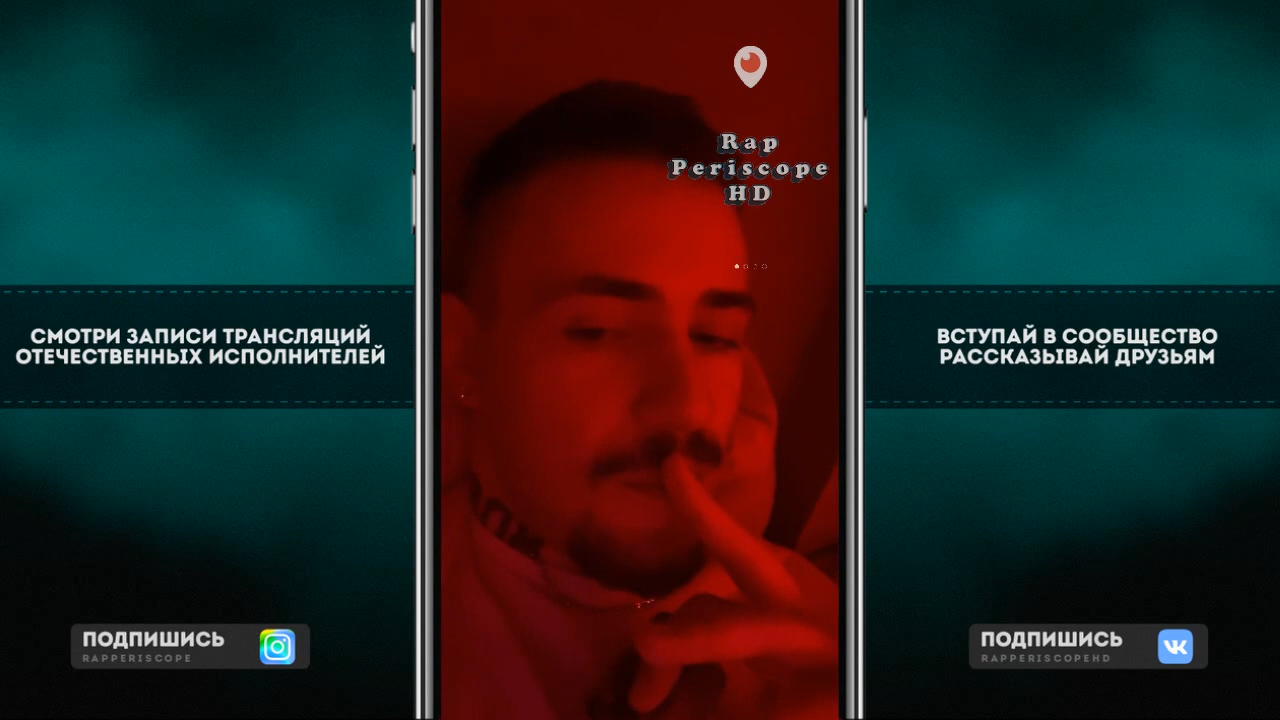 Rap
Periscope
HD
СМОТРИ ЗАПИСИ ТРАНСЛЯЦИЙ
ОТЕЧЕСТВЕННЫХ ИСПОЛНИТЕЛЕЙ
ВСТУПАЙ В СООБЩЕСТВО
РАССКАЗЫВАЙ ДРУЗЬЯМ
ПОДПИШИСЬ
RAPPERISCOPE
ПОДПИШИСЬ
RAPPERISCOPEHD